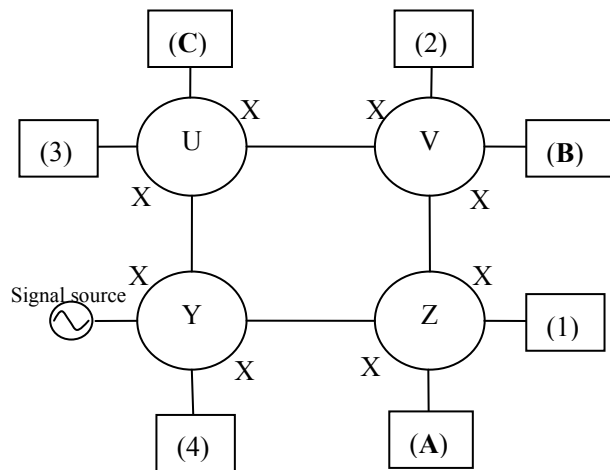 (C) (2)
X X
(3) U V (B)
X X
X X
Signal source
Y Z (1)
X X
(4) (A)